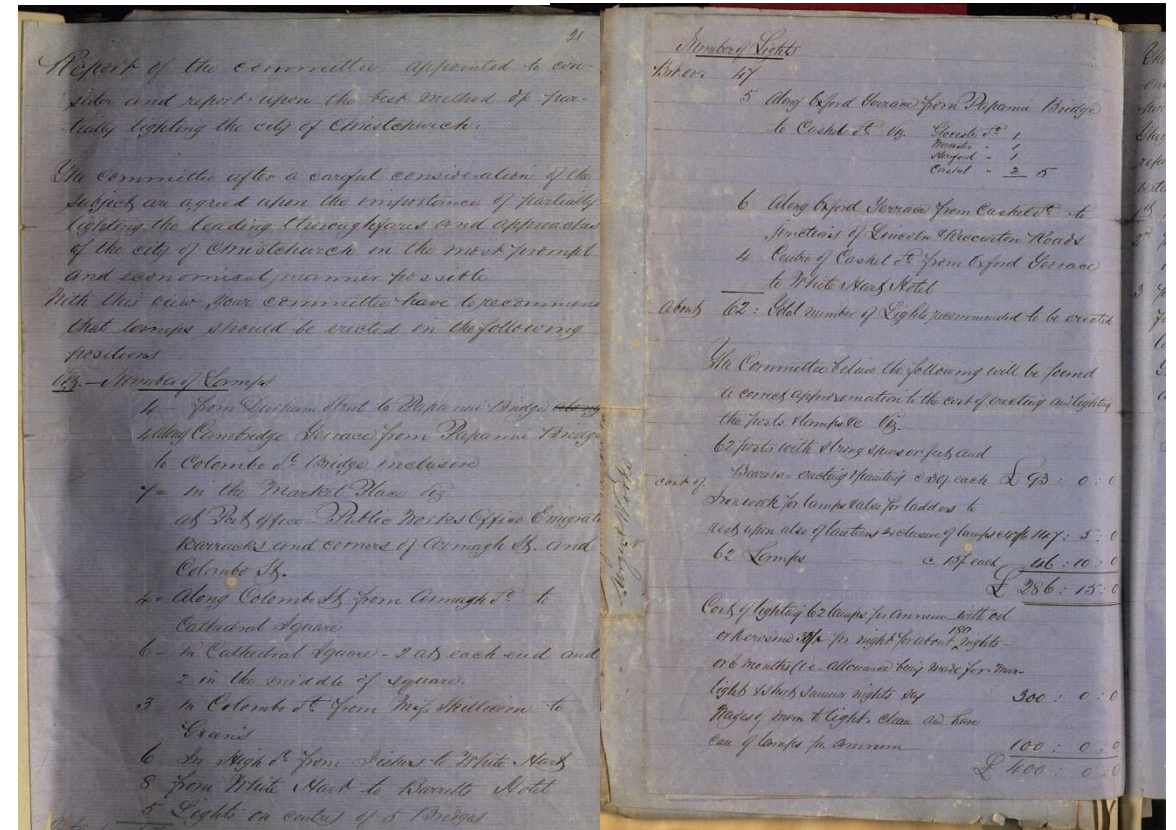 21
Report of the committee appointed to con-
sider and report upon the best method of par-
tially lighting the city of Christchurch.
The Committee after a careful consideration of the
subject are agreed upon the importance of partially
lighting the leading thoroughfares and approaches
of the city of Christchurch in the most prompt
and economical manner possible
With this view your committee have to recommend
that lamps should be erected in the following
positions
Viz. - Number of Lamps
4 - from Durham Street to Papanui Bridge along
4 along Cambridge Terrace from Papanui Bridge
to Colombo St. Bridge inclusive
7 - in the Market Place Viz
at Post office - Public Works Office Emigrat
Barracks and corners of Armagh St. and
Colombo St.
4 - Along Colombo St from Armagh St to
Cathedral Square
6 - in Cathedral Square - 2 at each end and
2 in the middle of square.
3 in Colombo St. from to
6 In High St from to White Hart
8 from White Hart to Barretts Hotel
5 Lights on centres of 5 Bridges
Number of Lights
Brt over 47
5 Along Oxford Terrace from Papanui Bridge
to Cashel St. Viz. Gloucester St 1
Worcester " 1
Hereford " 1
Cashel " 2 5
6 Along Oxford Terrace from Cashel St to
junctions of Lincoln & Riccarton Roads
4 Centre of Cashel St from Oxford Terrace
to White Hart Hotel
About 62 : Total number of Lights recommended to be erected
The Committee believe the following will be found
a correct approximation to the cost of erecting and lighting
the posts & lamps &c Viz.
62 posts with strong spurs or feet and
cost of erecting & painting @ 30/ each £ 93 : 0 : 0
Ironwork for lamps & also for ladders to
rest upon also of lanterns exclusive of lamps @ 47/6 147 : 5 : 0
62 Lamps @ 15/ each 46 : 10 : 0
£ 286 : 15 : 0
Cost of lighting 62 lamps per annum with oil
or Kerosine per night for about 180 nights
or 6 months (i.e. allowance being made for moon-
light & short summer nights say 300 : 0 : 0
Wages of man to light, clean and have
care of lamps per annum 100 : 0 : 0
£ 400 : 0 : 0